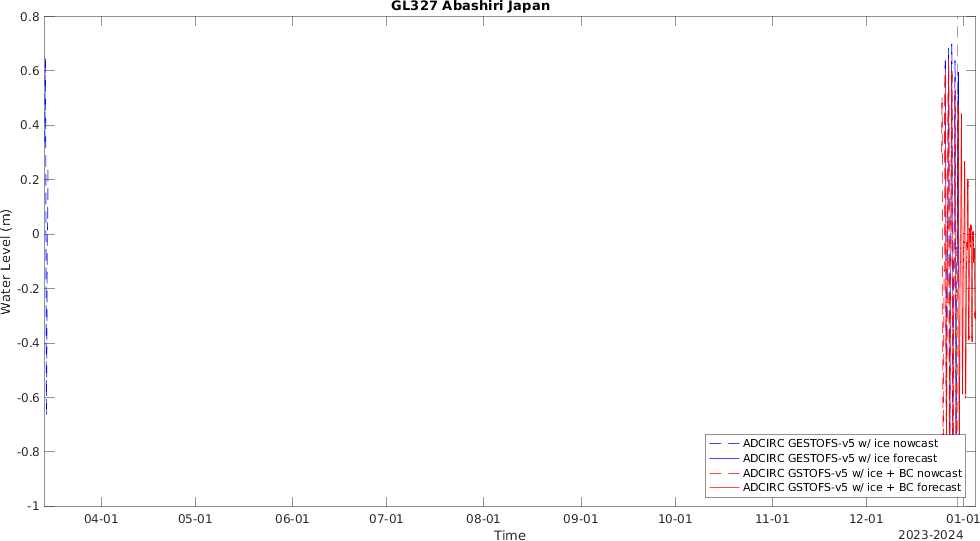 GL327 Abashiri Japan
0.8
0.6
0.4
0.2
0
-0.2
-0.4
-0.6
-0.8
-1
Water Level (m)
ADCIRC GESTOFS-v5 w/ ice nowcast
ADCIRC GESTOFS-v5 w/ ice forecast
ADCIRC GSTOFS-v5 w/ ice + BC nowcast
ADCIRC GSTOFS-v5 w/ ice + BC forecast
04-01 05-01 06-01 07-01 08-01 09-01 10-01 11-01 12-01 01-01
Time
2023-2024